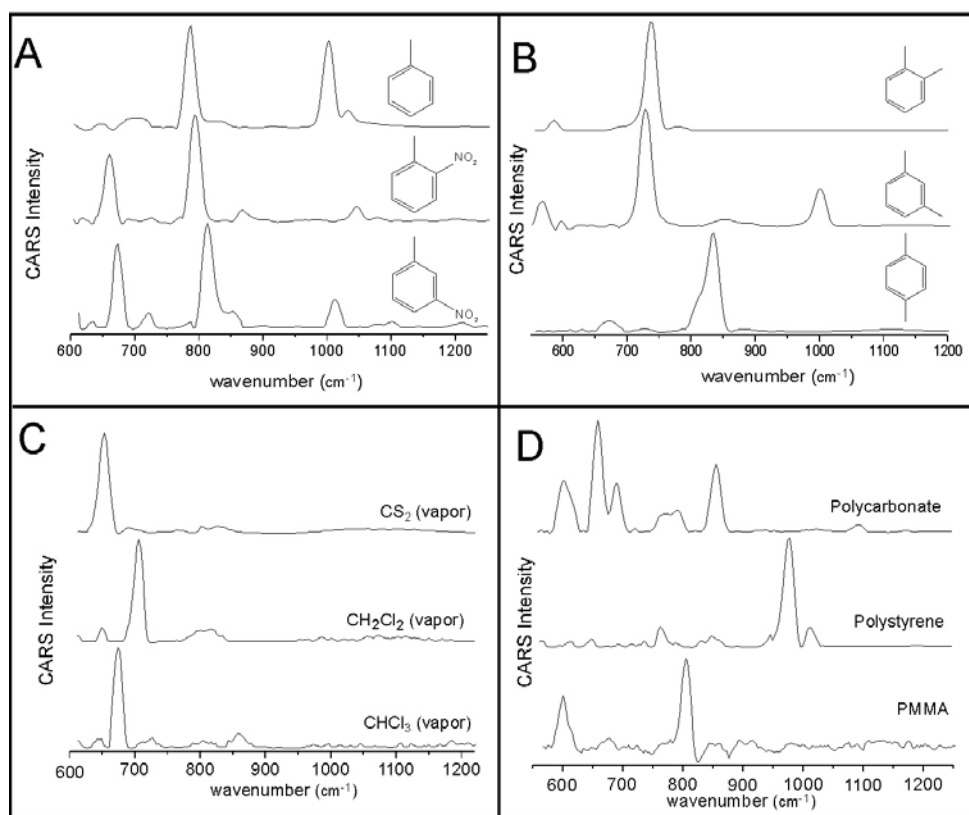 A
NO₂
NO₂
CARS Intensity
600 700 800 900 1000 1100 1200
wavenumber (cm⁻¹)
B
CARS Intensity
600 700 800 900 1000 1100 1200
wavenumber (cm⁻¹)
C
CS₂ (vapor)
CH₂Cl₂ (vapor)
CHCl₃ (vapor)
CARS Intensity
600 700 800 900 1000 1100 1200
wavenumber (cm⁻¹)
D
Polycarbonate
Polystyrene
PMMA
CARS Intensity
600 700 800 900 1000 1100 1200
wavenumber (cm⁻¹)